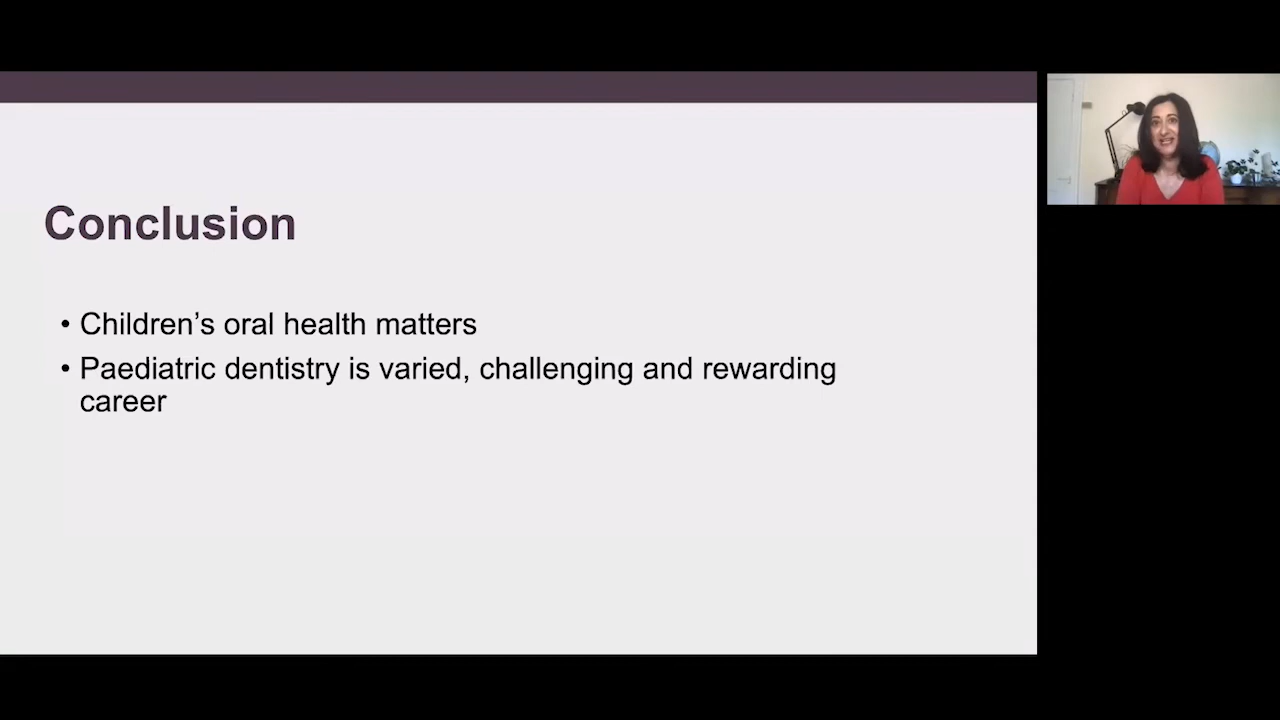 Conclusion
• Children’s oral health matters
• Paediatric dentistry is varied, challenging and rewarding
career